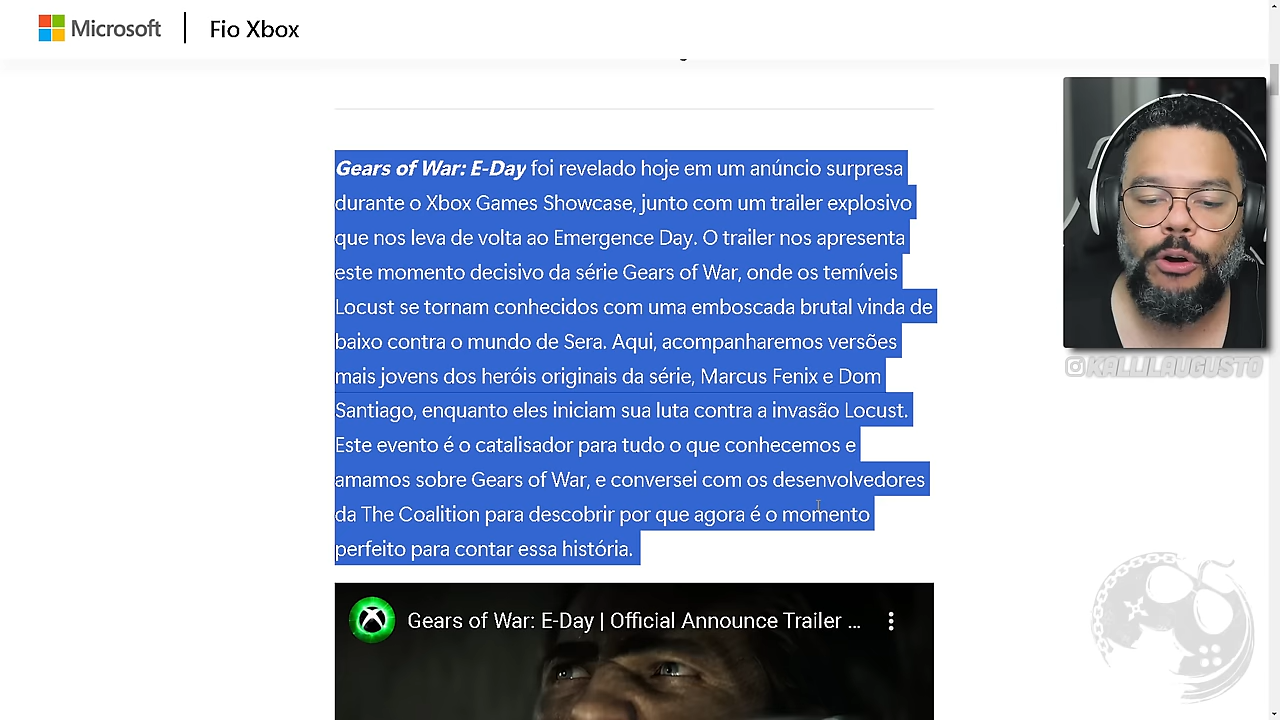 Microsoft
Fio Xbox
Gears of War: E-Day foi revelado hoje em um anúncio surpresa
durante o Xbox Games Showcase, junto com um trailer explosivo
que nos leva de volta ao Emergence Day. O trailer nos apresenta
este momento decisivo da série Gears of War, onde os temíveis
Locust se tornam conhecidos com uma emboscada brutal vinda de
baixo contra o mundo de Sera. Aqui, acompanharemos versões
mais jovens dos heróis originais da série, Marcus Fenix e Dom
Santiago, enquanto eles iniciam sua luta contra a invasão Locust.
Este evento é o catalisador para tudo o que conhecemos e
amamos sobre Gears of War, e conversei com os desenvolvedores
da The Coalition para descobrir por que agora é o momento
perfeito para contar essa história.
Gears of War: E-Day | Official Announce Trailer ...
@KALLILAUGUSTO